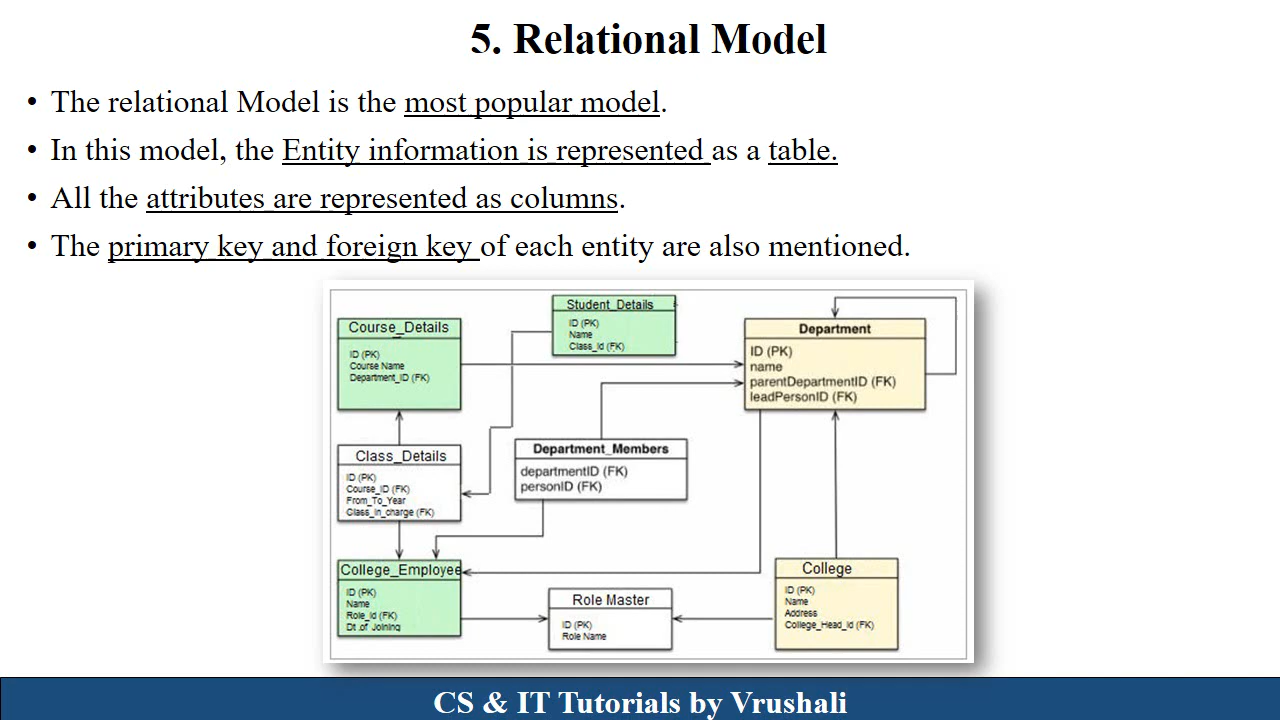 5. Relational Model
• The relational Model is the most popular model.
• In this model, the Entity information is represented as a table.
• All the attributes are represented as columns.
• The primary key and foreign key of each entity are also mentioned.
Student_Details
ID (PK)
Name
Class_Id (FK)
Course_Details
ID (PK)
Course Name
Department_ID (FK)
Department
ID (PK)
name
parentDepartmentID (FK)
leadPersonID (FK)
Class_Details
ID (PK)
Course_ID (FK)
From_To_Year
Class_In_charge (FK)
Department_Members
departmentID (FK)
personID (FK)
College_Employee
ID (PK)
Name
Role_Id (FK)
Dt of Joining
Role Master
ID (PK)
Role Name
College
ID (PK)
Name
Address
College_Head_Id (FK)
CS & IT Tutorials by Vrushali